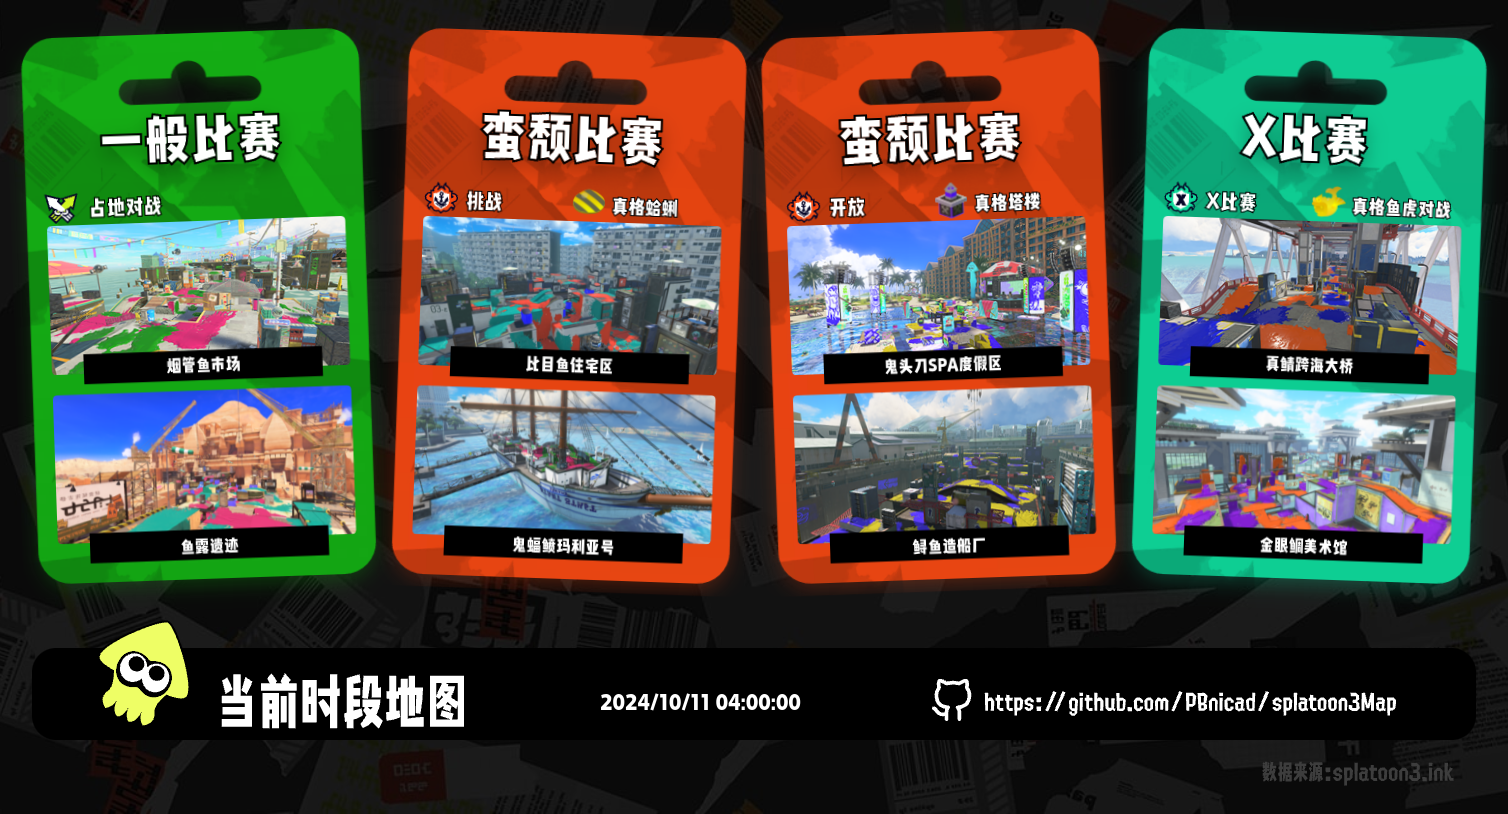 一般比赛
占地对战
烟管鱼市场
鱼露遗迹
蛮颓比赛
挑战
真格蛤蜊
比目鱼住宅区
鬼蝠鲼玛利亚号
蛮颓比赛
开放
真格塔楼
鬼头刀SPA度假区
鲟鱼造船厂
X比赛
X比赛
真格鱼虎对战
真鲭跨海大桥
金眼鲷美术馆
当前时段地图
2024/10/11 04:00:00
https://github.com/PBnicad/splatoon3Map
数据来源:splatoon3.ink